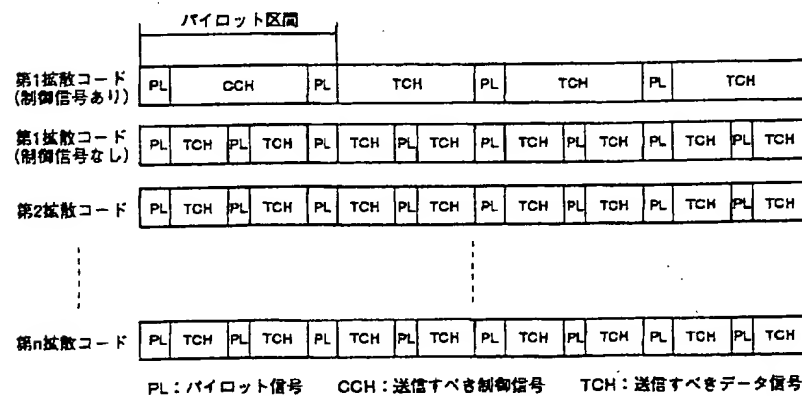 パイロット区間
第1拡散コード
(制御信号あり)
PL CCH PL TCH PL TCH PL TCH
第1拡散コード
(制御信号なし)
PL TCH PL TCH PL TCH PL TCH PL TCH PL TCH PL TCH PL TCH
第2拡散コード
PL TCH PL TCH PL TCH PL TCH PL TCH PL TCH PL TCH PL TCH
第n拡散コード
PL TCH PL TCH PL TCH PL TCH PL TCH PL TCH PL TCH PL TCH
PL：パイロット信号 CCH：送信すべき制御信号 TCH：送信すべきデータ信号